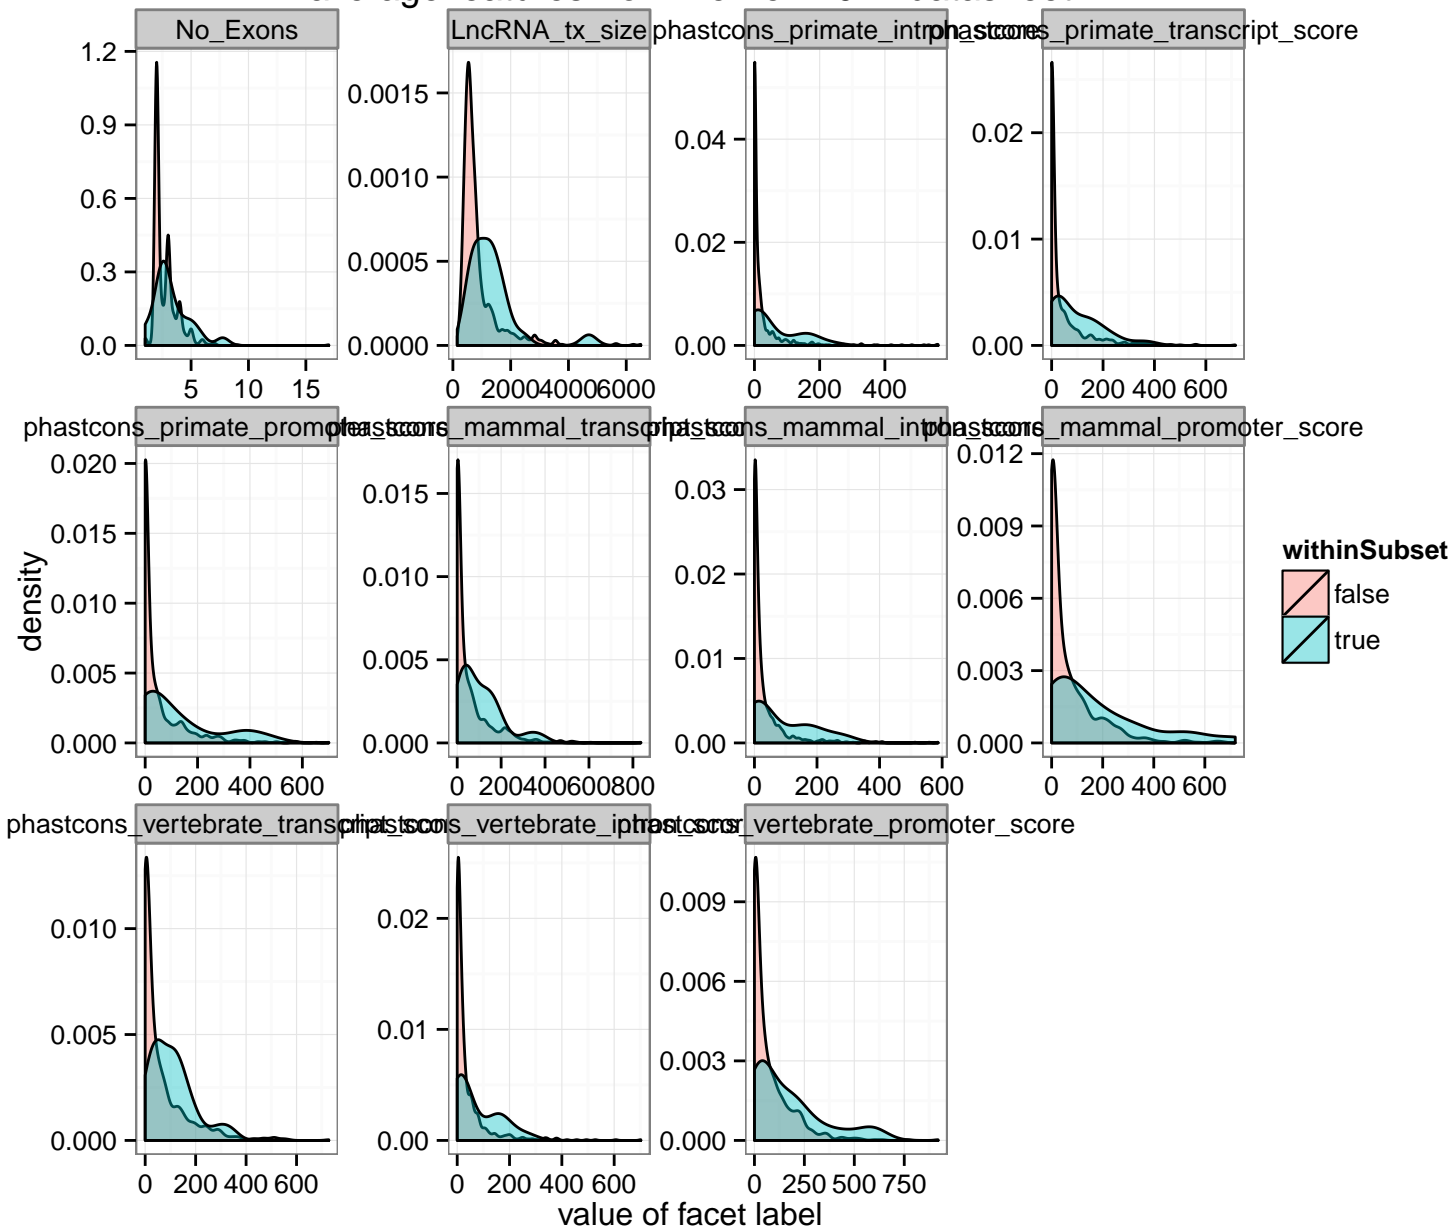 No_Exons
LncRNA_tx_size
phastcons_primate_intron_score
phastcons_primate_transcript_score
1.2
0.9
0.6
0.3
0.0
0.0015
0.0010
0.0005
0.0000
0.04
0.02
0.00
0.02
0.01
0.00
5 10 15
0 2000 4000 6000
0 200 400
0 200 400 600
phastcons_primate_promoter_score
phastcons_mammal_transcript_score
phastcons_mammal_intron_score
phastcons_mammal_promoter_score
density
0.020
0.015
0.010
0.005
0.000
0.015
0.010
0.005
0.000
0.03
0.02
0.01
0.00
0.012
0.009
0.006
0.003
0.000
0 200 400 600
0 200 400 600 800
0 200 400 600
0 200 400 600
withinSubset
false
true
phastcons_vertebrate_transcript_score
phastcons_vertebrate_intron_score
phastcons_vertebrate_promoter_score
0.010
0.005
0.000
0.02
0.01
0.00
0.009
0.006
0.003
0.000
0 200 400 600
0 200 400 600
0 250 500 750
value of facet label